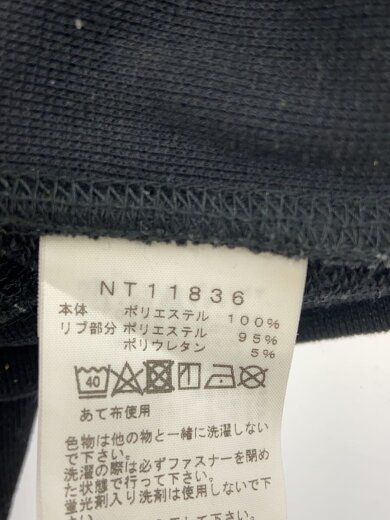 NT11836
本体 ポリエステル 100%
リブ部分 ポリエステル 95%
ポリウレタン 5%
40
あて布使用
色物は他の物と一緒に洗濯しない
で下さい。
洗濯の際は必ずファスナーを閉め
た状態で行って下さい。
蛍光剤入り洗剤は使用しないで下
さい。